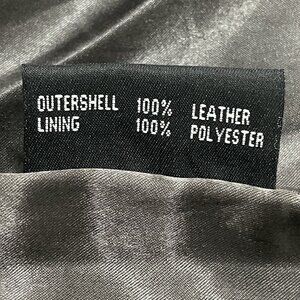 OUTERSHELL 100% LEATHER
LINING 100% POLYESTER